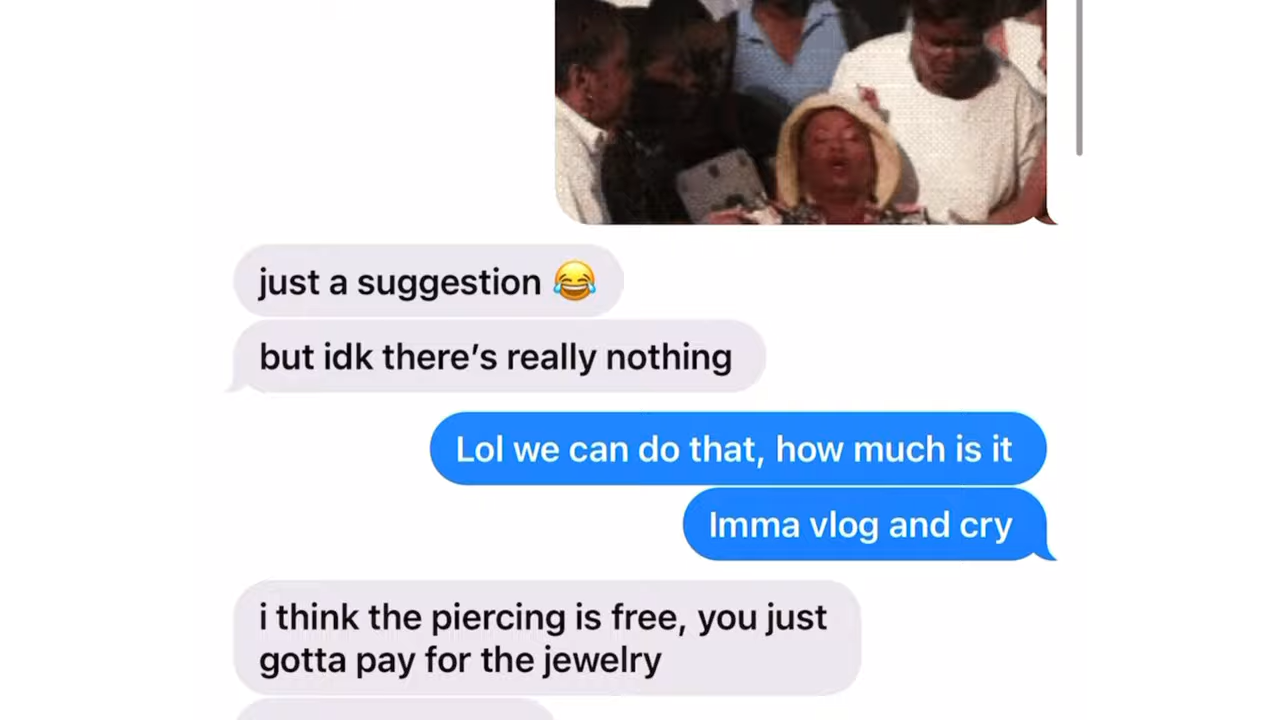 just a suggestion 😂
but idk there’s really nothing
Lol we can do that, how much is it
Imma vlog and cry
i think the piercing is free, you just
gotta pay for the jewelry